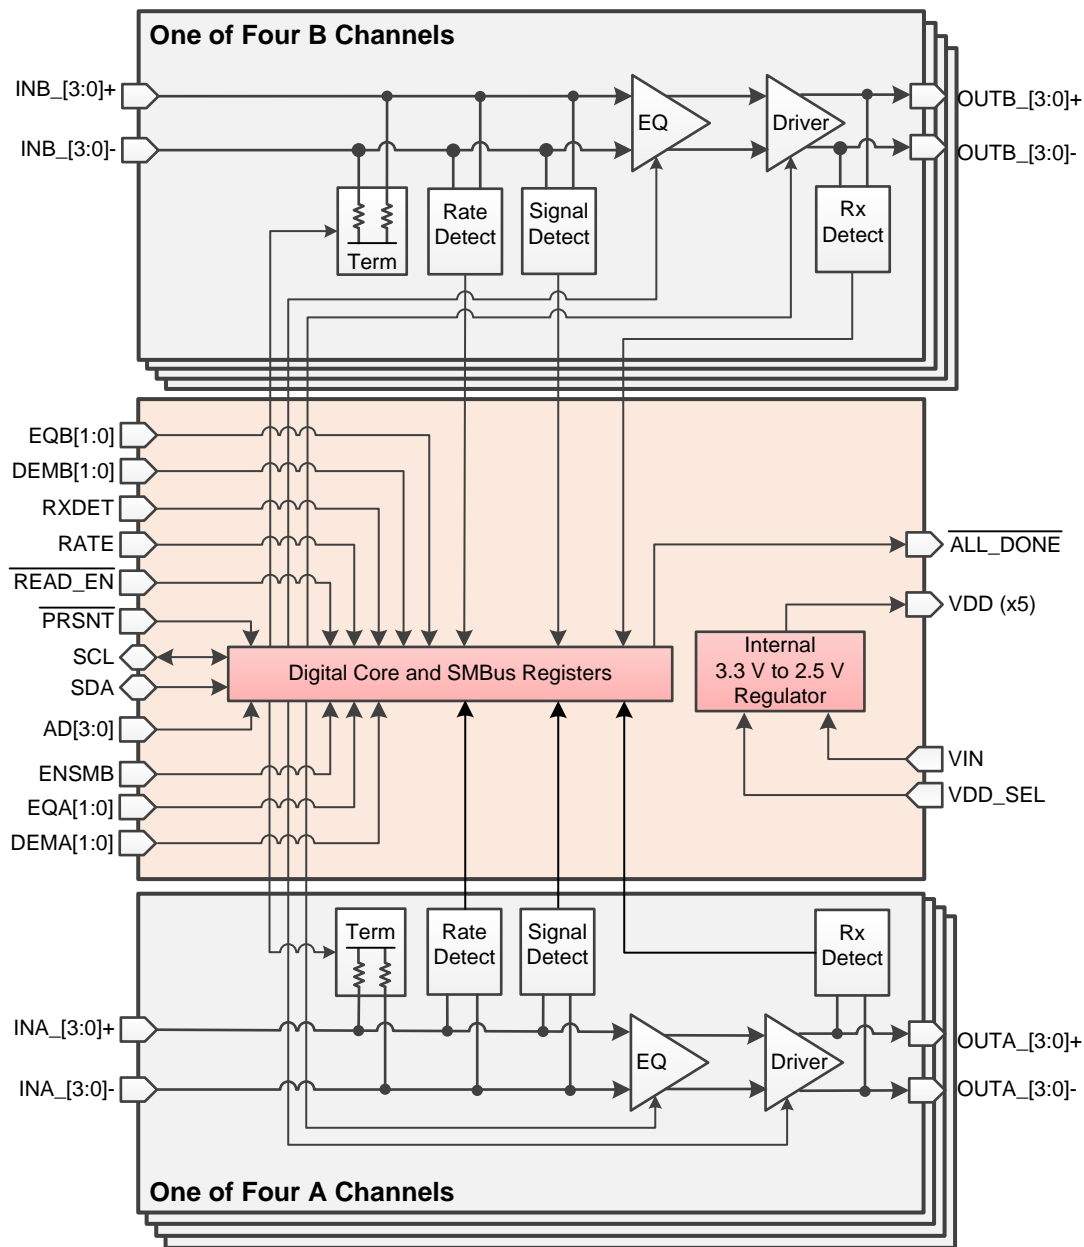 One of Four B Channels
INB_[3:0]+
INB_[3:0]-
EQ
Driver
OUTB_[3:0]+
OUTB_[3:0]-
Term
Rate
Detect
Signal
Detect
Rx
Detect
EQB[1:0]
DEMB[1:0]
RXDET
RATE
READ_EN
PRSNT
SCL
SDA
AD[3:0]
ENSMB
EQA[1:0]
DEMA[1:0]
Digital Core and SMBus Registers
Internal
3.3 V to 2.5 V
Regulator
ALL_DONE
VDD (x5)
VIN
VDD_SEL
Term
Rate
Detect
Signal
Detect
Rx
Detect
INA_[3:0]+
INA_[3:0]-
EQ
Driver
OUTA_[3:0]+
OUTA_[3:0]-
One of Four A Channels